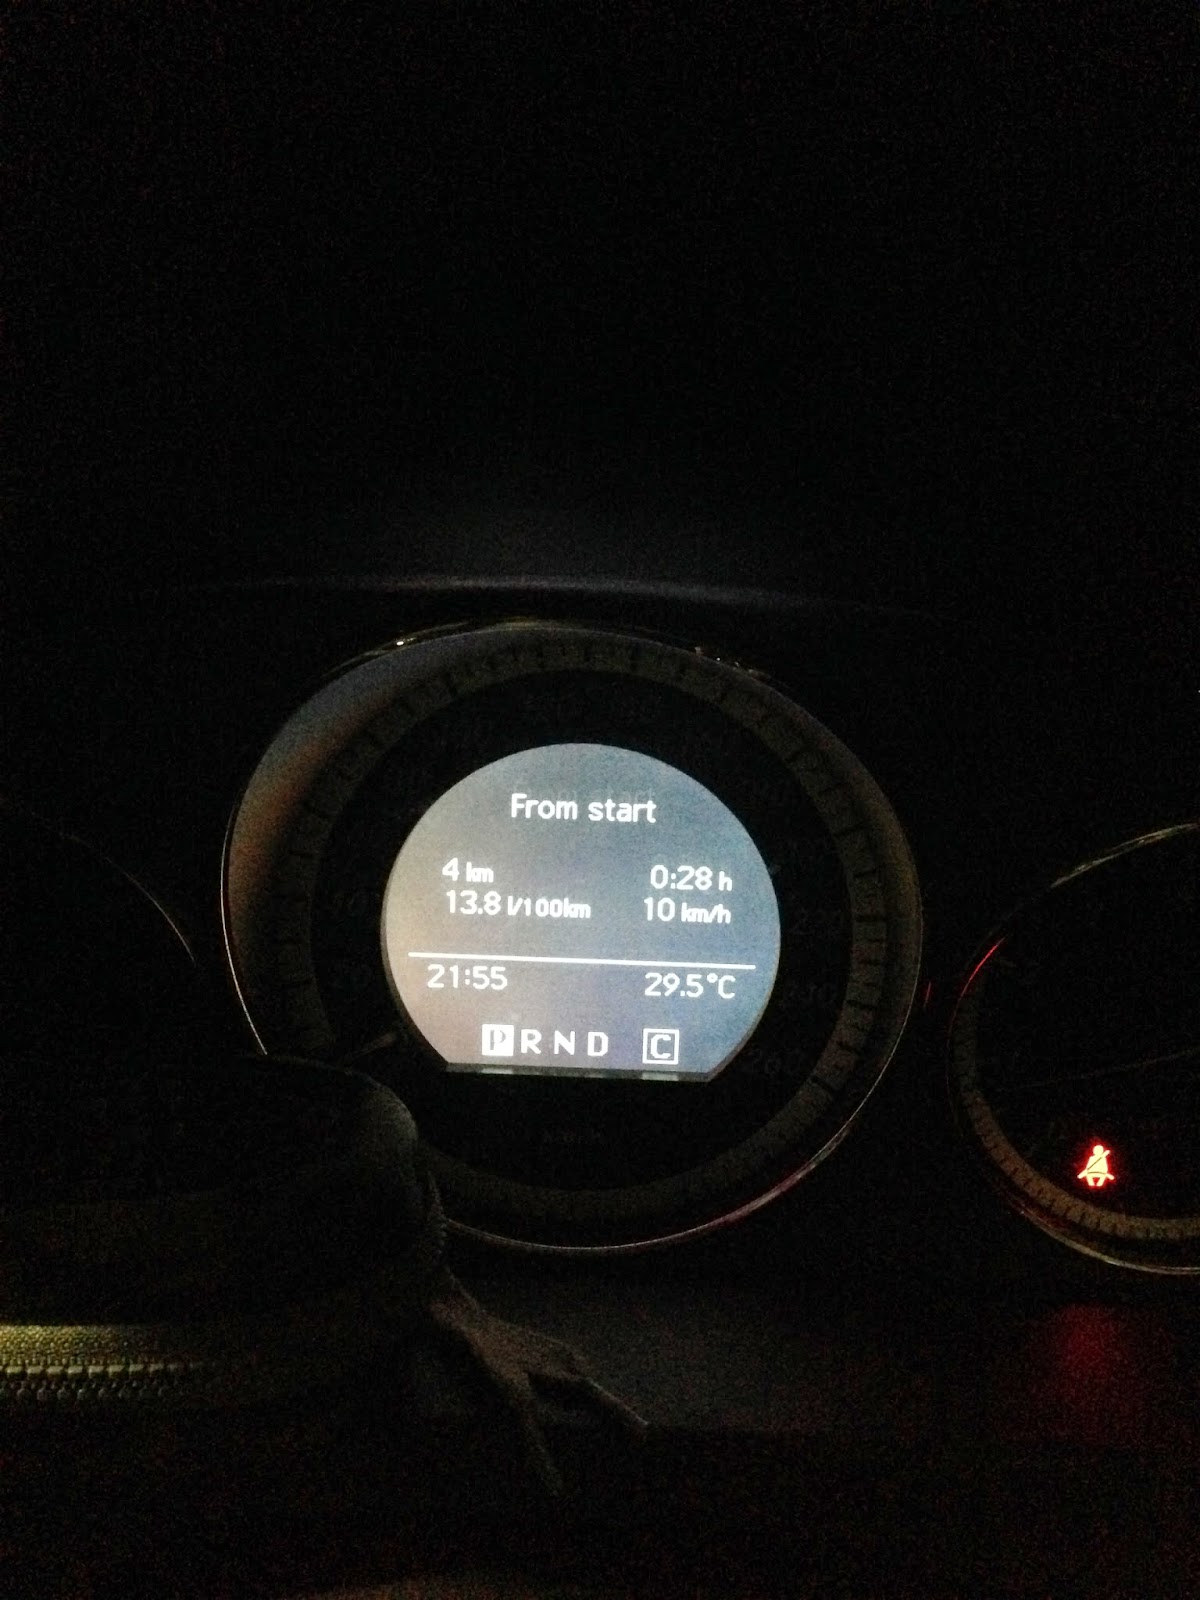 From start
4 km 0:28 h
13.8 l/100km 10 km/h
21:55 29.5°C
P R N D C